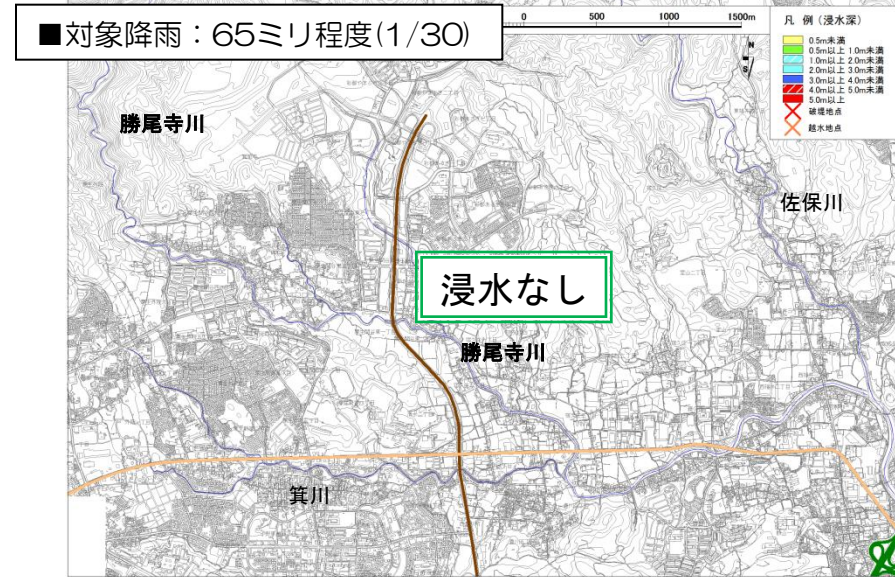 ■対象降雨：65ミリ程度(1/30)
0 500 1000 1500m
凡 例 (浸水深)
0.5m未満
0.5m以上 1.0m未満
1.0m以上 2.0m未満
2.0m以上 3.0m未満
3.0m以上 4.0m未満
4.0m以上 5.0m未満
5.0m以上
破堤地点
越水地点
N
S
勝尾寺川
佐保川
浸水なし
勝尾寺川
箕川